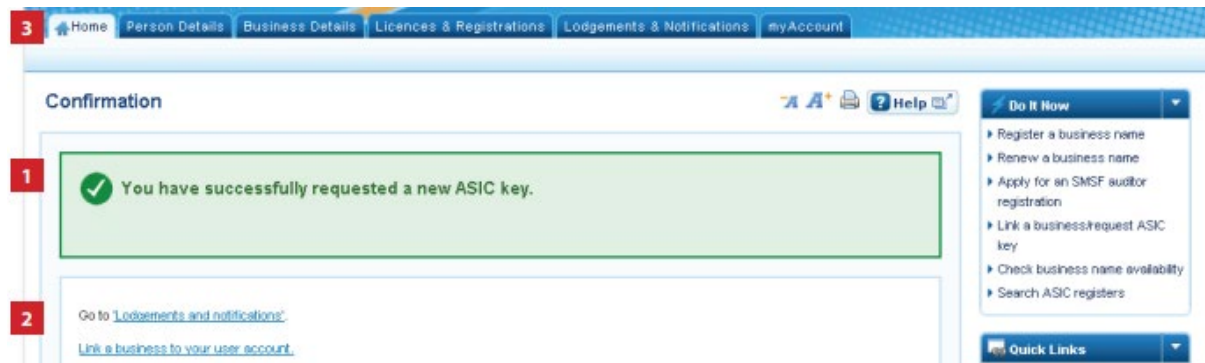 3 Home Person Details Business Details Licences & Registrations Lodgements & Notifications myAccount
Confirmation
-A A+ ? Help
1 You have successfully requested a new ASIC key.
2 Go to 'Lodgements and notifications'.
Link a business to your user account.
Do It Now
Register a business name
Renew a business name
Apply for an SMSF auditor
registration
Link a business/request ASIC
key
Check business name availability
Search ASIC registers
Quick Links